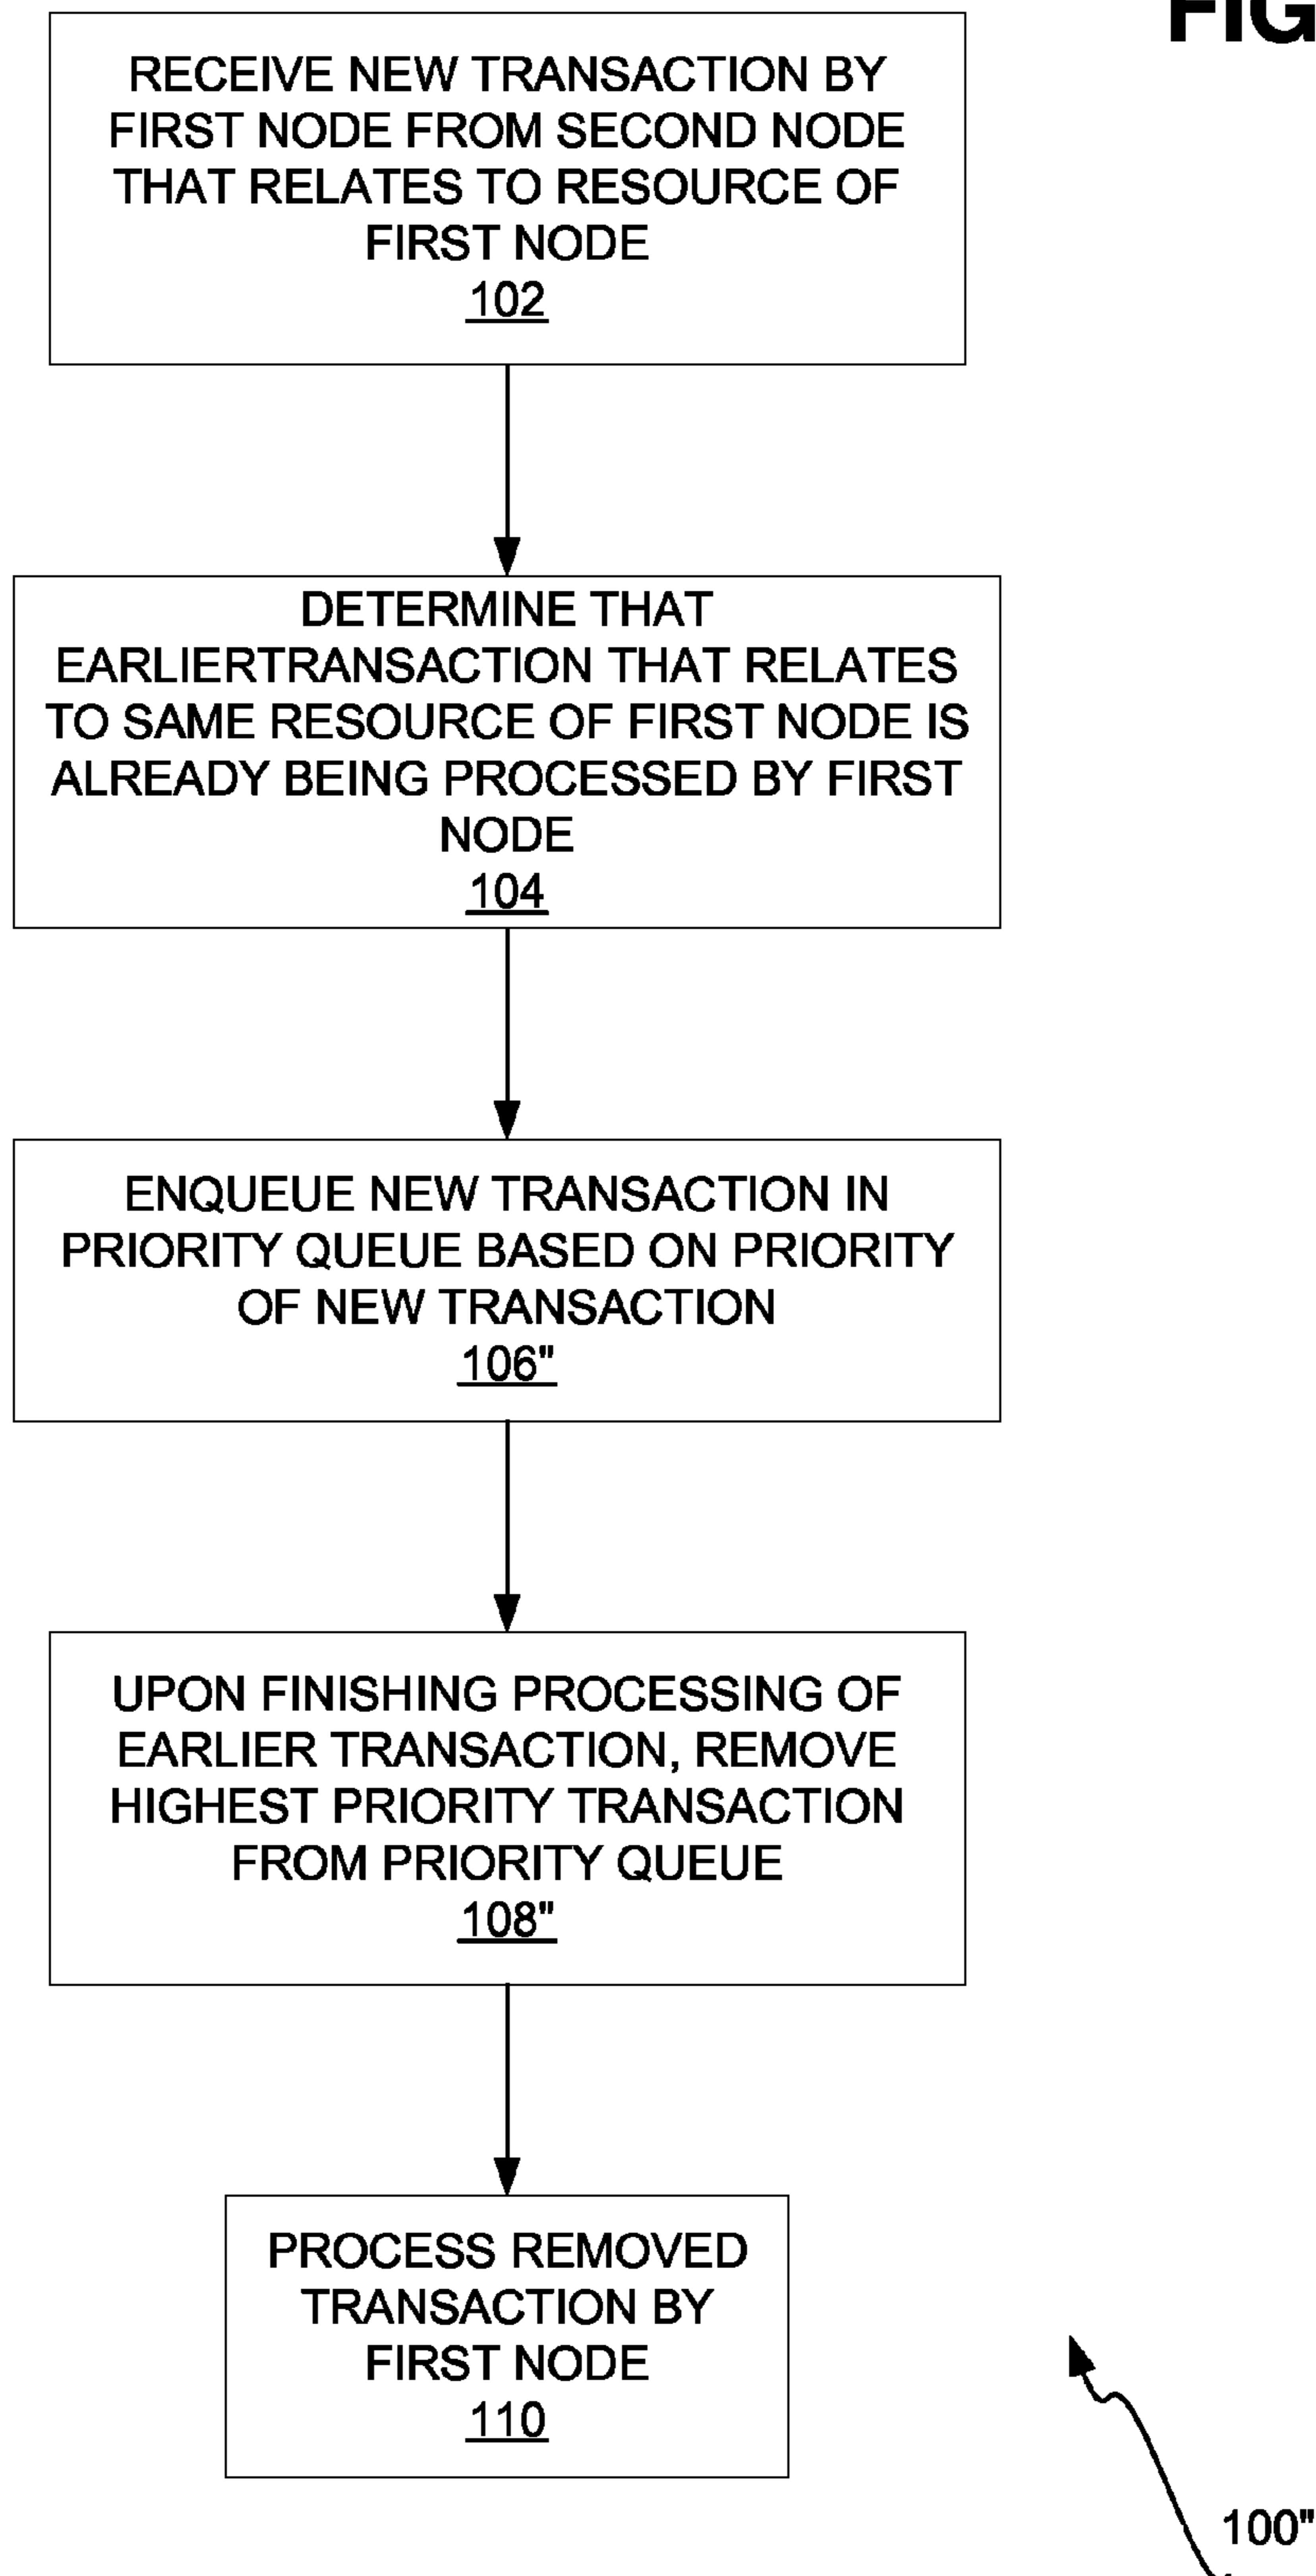 FIG
RECEIVE NEW TRANSACTION BY
FIRST NODE FROM SECOND NODE
THAT RELATES TO RESOURCE OF
FIRST NODE
102
DETERMINE THAT
EARLIERTRANSACTION THAT RELATES
TO SAME RESOURCE OF FIRST NODE IS
ALREADY BEING PROCESSED BY FIRST
NODE
104
ENQUEUE NEW TRANSACTION IN
PRIORITY QUEUE BASED ON PRIORITY
OF NEW TRANSACTION
106"
UPON FINISHING PROCESSING OF
EARLIER TRANSACTION, REMOVE
HIGHEST PRIORITY TRANSACTION
FROM PRIORITY QUEUE
108"
PROCESS REMOVED
TRANSACTION BY
FIRST NODE
110
100"